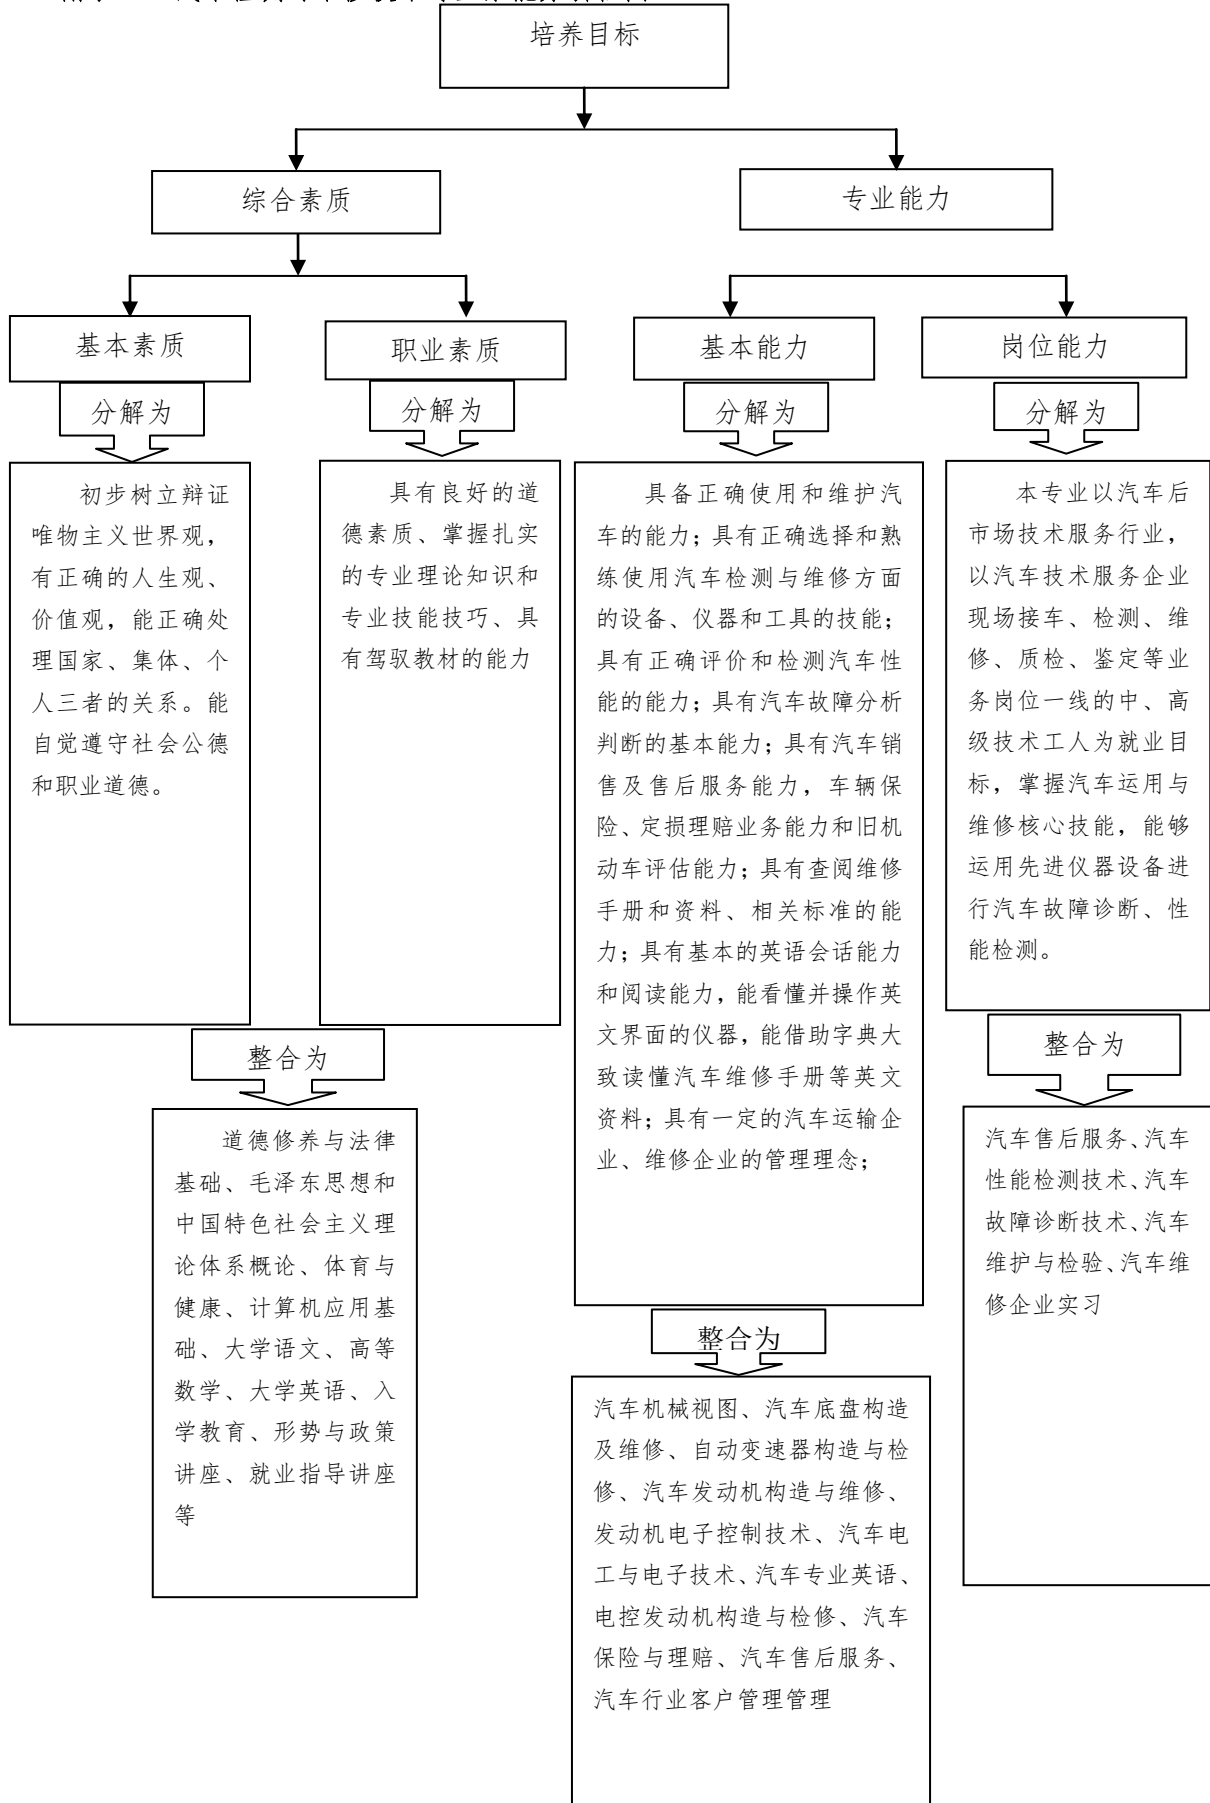 培养目标
综合素质
专业能力
基本素质
职业素质
基本能力
岗位能力
分解为
分解为
分解为
分解为
初步树立辩证
唯物主义世界观，
有正确的人生观、
价值观，能正确处
理国家、集体、个
人三者的关系。能
自觉遵守社会公德
和职业道德。
具有良好的道
德素质、掌握扎实
的专业理论知识和
专业技能技巧、具
有驾驭教材的能力
具备正确使用和维护汽
车的能力；具有正确选择和熟
练使用汽车检测与维修方面
的设备、仪器和工具的技能；
具有正确评价和检测汽车性
能的能力；具有汽车故障分析
判断的基本能力；具有汽车销
售及售后服务能力，车辆保
险、定损理赔业务能力和旧机
动车评估能力；具有查阅维修
手册和资料、相关标准的能
力；具有基本的英语会话能力
和阅读能力，能看懂并操作英
文界面的仪器，能借助字典大
致读懂汽车维修手册等英文
资料；具有一定的汽车运输企
业、维修企业的管理理念；
本专业以汽车后
市场技术服务行业，
以汽车技术服务企业
现场接车、检测、维
修、质检、鉴定等业
务岗位一线的中、高
级技术工人为就业目
标，掌握汽车运用与
维修核心技能，能够
运用先进仪器设备进
行汽车故障诊断、性
能检测。
整合为
整合为
道德修养与法律
基础、毛泽东思想和
中国特色社会主义理
论体系概论、体育与
健康、计算机应用基
础、大学语文、高等
数学、大学英语、入
学教育、形势与政策
讲座、就业指导讲座
等
汽车售后服务、汽车
性能检测技术、汽车
故障诊断技术、汽车
维护与检验、汽车维
修企业实习
整合为
汽车机械视图、汽车底盘构造
及维修、自动变速器构造与检
修、汽车发动机构造与维修、
发动机电子控制技术、汽车电
工与电子技术、汽车专业英语、
电控发动机构造与检修、汽车
保险与理赔、汽车售后服务、
汽车行业客户管理管理